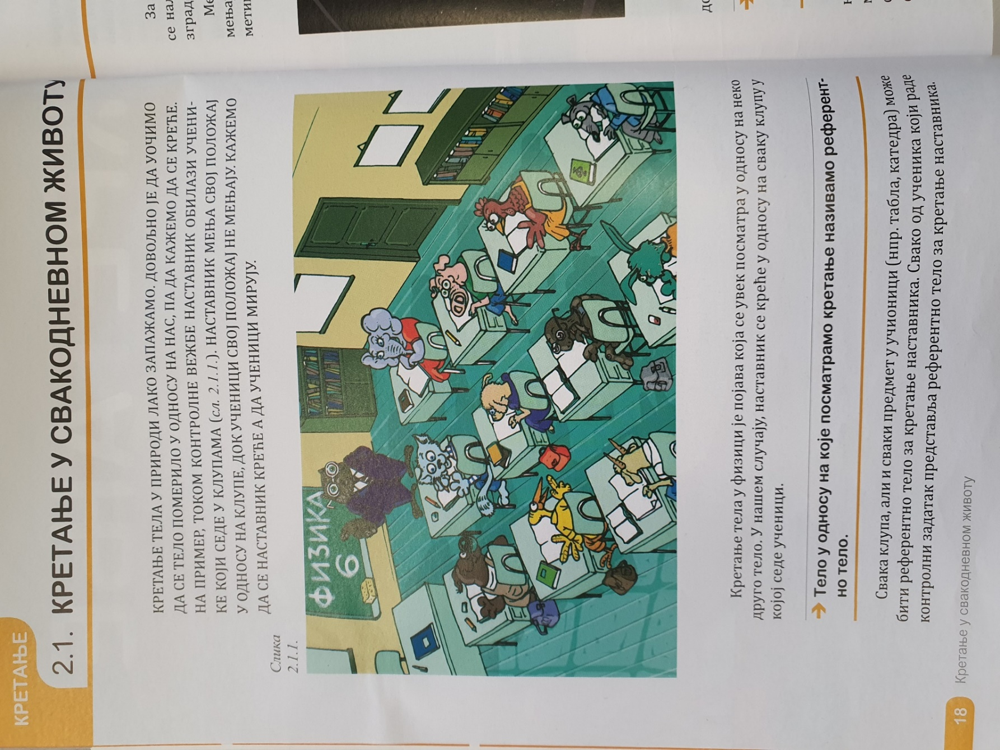 КРЕТАЊЕ
2.1. КРЕТАЊЕ У СВАКОДНЕВНОМ ЖИВОТУ
КРЕТАЊЕ ТЕЛА У ПРИРОДИ ЛАКО ЗАПАЖАМО. ДОВОЉНО ЈЕ ДА УОЧИМО
ДА СЕ ТЕЛО ПОМЕРИЛО У ОДНОСУ НА НАС, ПА ДА КАЖЕМО ДА СЕ КРЕЋЕ.
НА ПРИМЕР, ТОКОМ КОНТРОЛНЕ ВЕЖБЕ НАСТАВНИК ОБИЛАЗИ УЧЕНИ-
КЕ КОЈИ СЕДЕ У КЛУПАМА (сл. 2.1.1.). НАСТАВНИК МЕЊА СВОЈ ПОЛОЖАЈ
У ОДНОСУ НА КЛУПЕ, ДОК УЧЕНИЦИ СВОЈ ПОЛОЖАЈ НЕ МЕЊАЈУ. КАЖЕМО
ДА СЕ НАСТАВНИК КРЕЋЕ А ДА УЧЕНИЦИ МИРУЈУ.
Слика
2.1.1.
ФИЗИКА
6
Кретање тела у физици је појава која се увек посматра у односу на неко
друго тело. У нашем случају, наставник се креће у односу на сваку клупу у
којој седе ученици.
➔ Тело у односу на које посматрамо кретање називамо референт-
но тело.
Свака клупа, али и сваки предмет у учионици (нпр. табла, катедра) може
бити референтно тело за кретање наставника. Свако од ученика који раде
контролни задатак представља референтно тело за кретање наставника.
18 Кретање у свакодневном животу
За
се
Ме